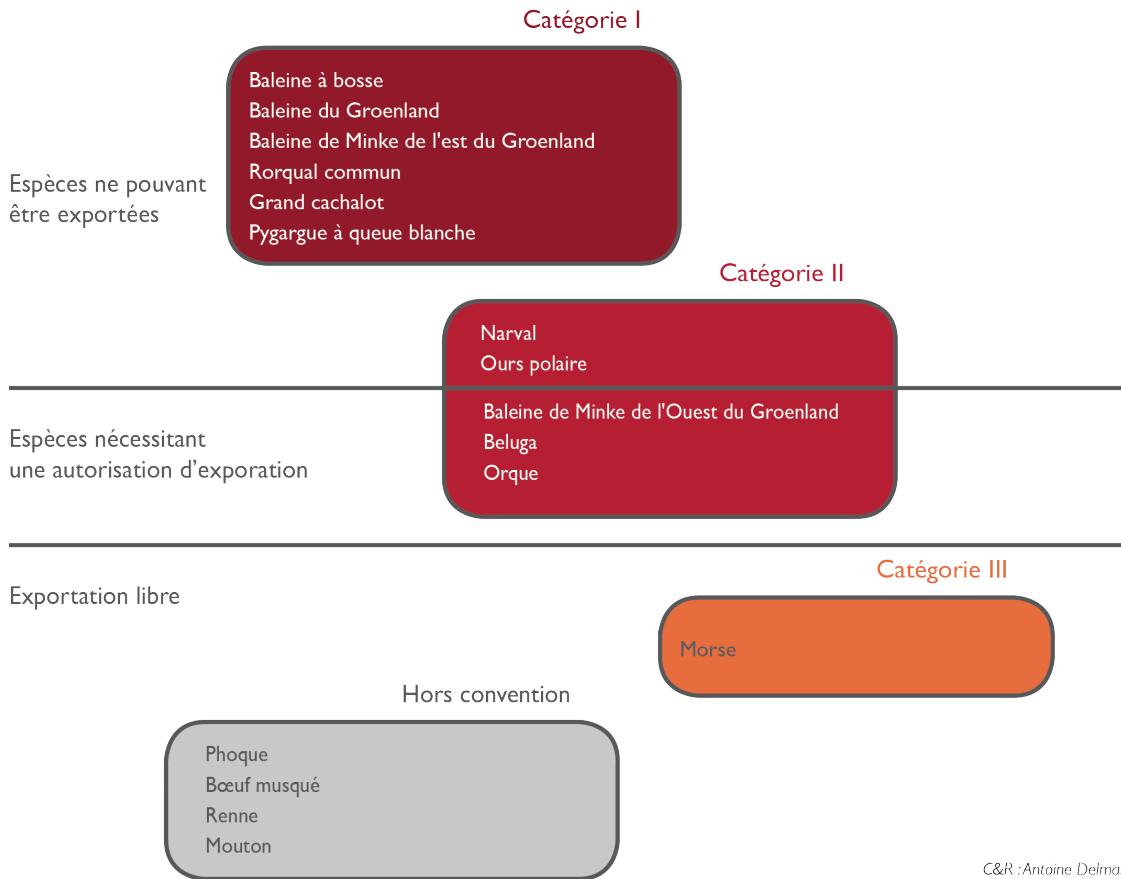 Catégorie I
Baleine à bosse
Baleine du Groenland
Baleine de Minke de l'est du Groenland
Rorqual commun
Grand cachalot
Pygargue à queue blanche
Espèces ne pouvant
être exportées
Catégorie II
Narval
Ours polaire
Baleine de Minke de l'Ouest du Groenland
Beluga
Orque
Espèces nécessitant
une autorisation d'exporation
Catégorie III
Exportation libre
Morse
Hors convention
Phoque
Bœuf musqué
Renne
Mouton
C&R : Antoine Delmas